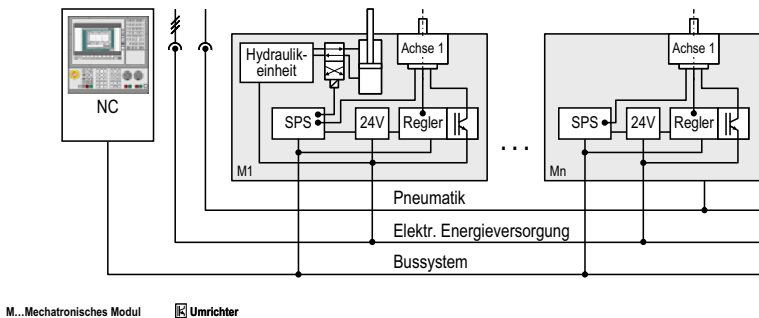 NC
Hydraulik-
einheit
Achse 1
SPS
24V
Regler
M1
. . .
Achse 1
SPS
24V
Regler
Mn
Pneumatik
Elektr. Energieversorgung
Bussystem
M...Mechatronisches Modul
Umrichter